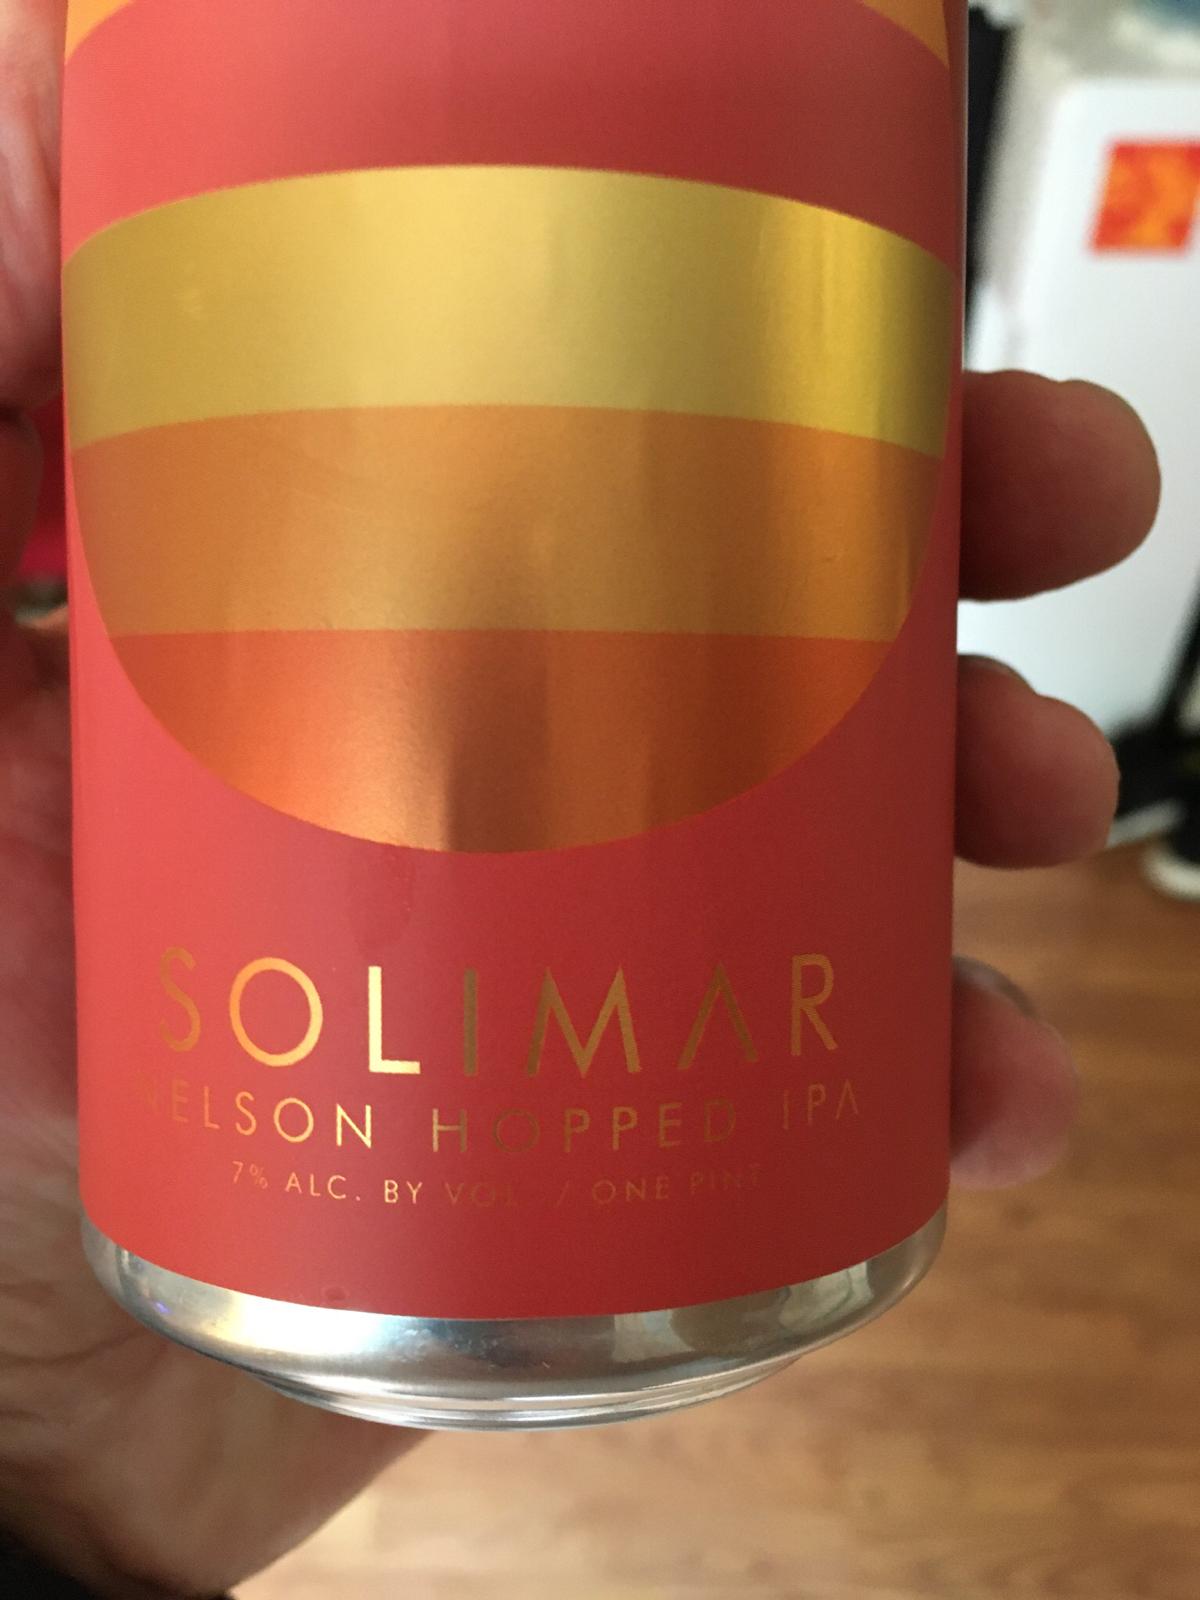 SOLIMAR
NELSON HOPPED IPA
7% ALC. BY VOL. / ONE PINT